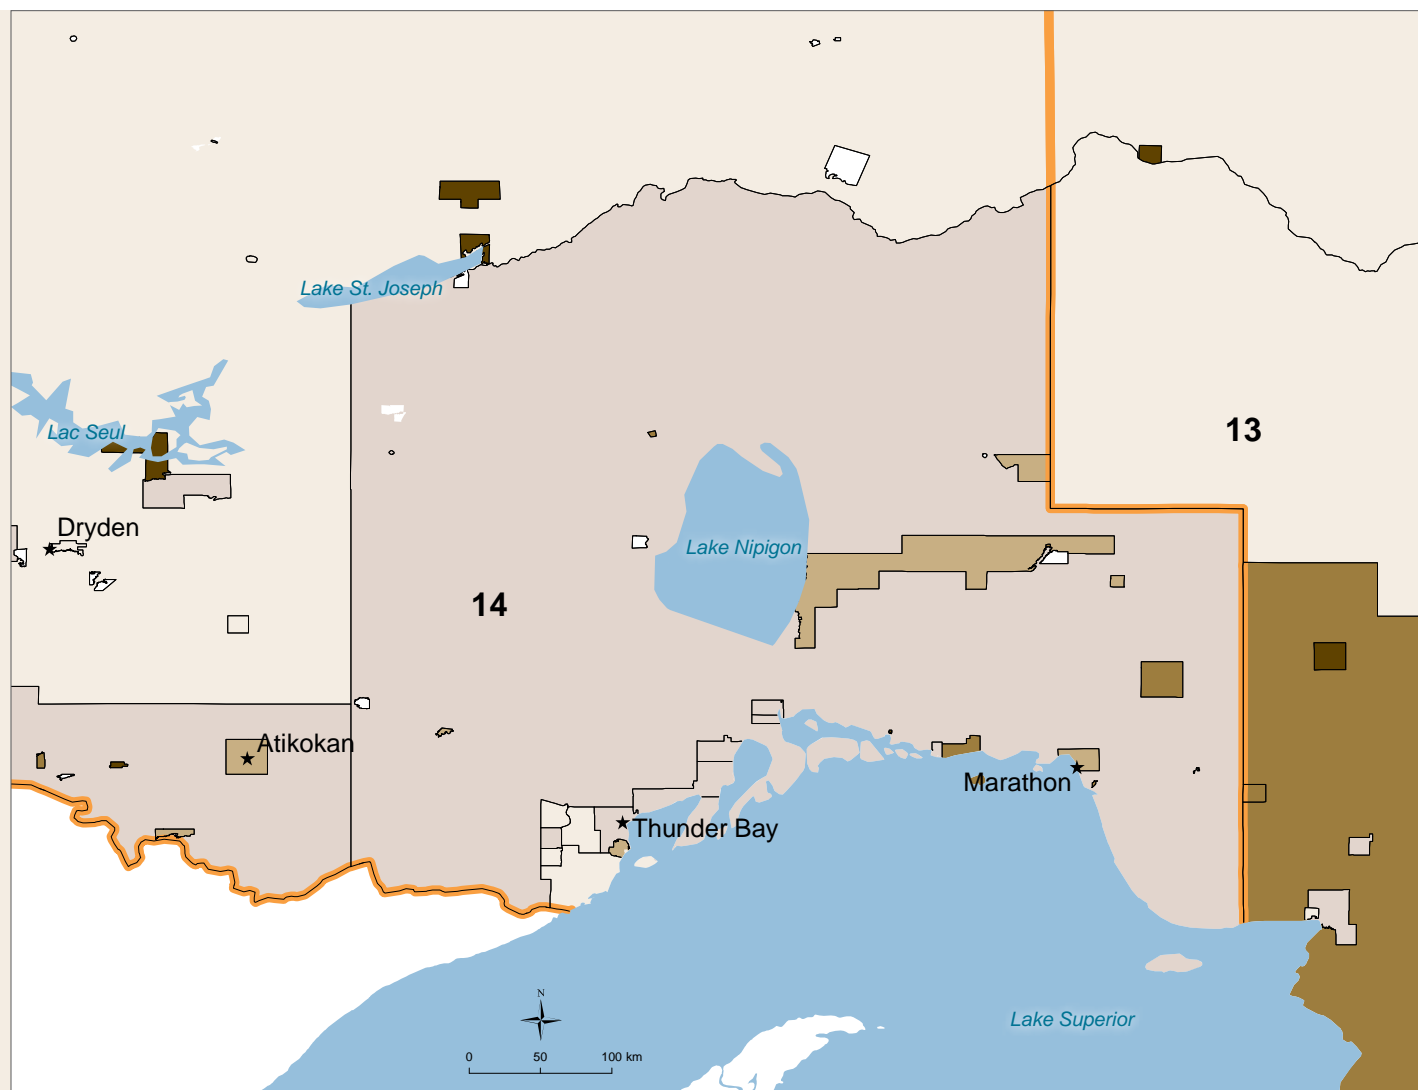 Lake St. Joseph
13
Lac Seul
Dryden
Lake Nipigon
14
Atikokan
Marathon
Thunder Bay
N
Lake Superior
0 50 100 km